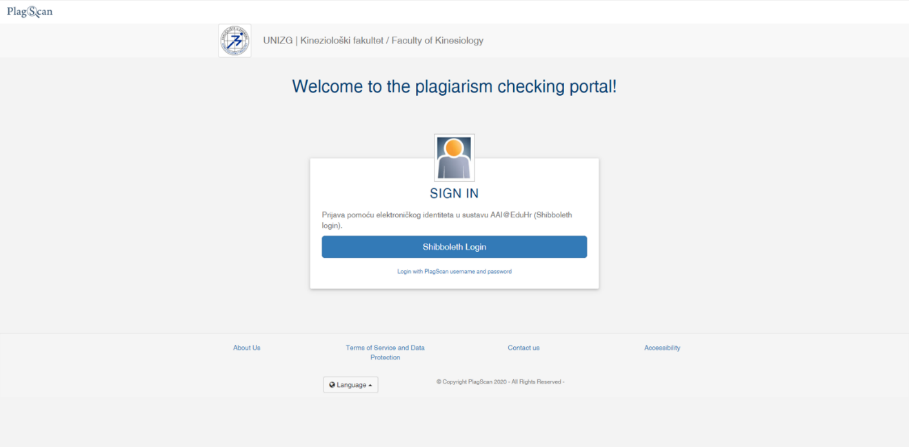 PlagScan
UNIZG | Kineziološki fakultet / Faculty of Kinesiology
Welcome to the plagiarism checking portal!
SIGN IN
Prijava pomoću elektroničkog identiteta u sustavu AAI@EduHr (Shibboleth
login).
Shibboleth Login
Login with PlagScan username and password
About Us
Terms of Service and Data
Protection
Contact us
Accessibility
Language
© Copyright PlagScan 2020 - All Rights Reserved -